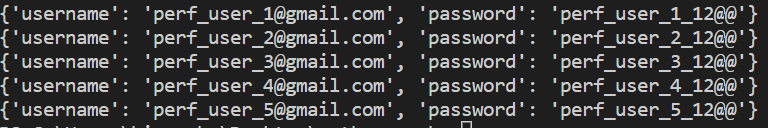 {'username': 'perf_user_1@gmail.com', 'password': 'perf_user_1_12@@'}
{'username': 'perf_user_2@gmail.com', 'password': 'perf_user_2_12@@'}
{'username': 'perf_user_3@gmail.com', 'password': 'perf_user_3_12@@'}
{'username': 'perf_user_4@gmail.com', 'password': 'perf_user_4_12@@'}
{'username': 'perf_user_5@gmail.com', 'password': 'perf_user_5_12@@'}